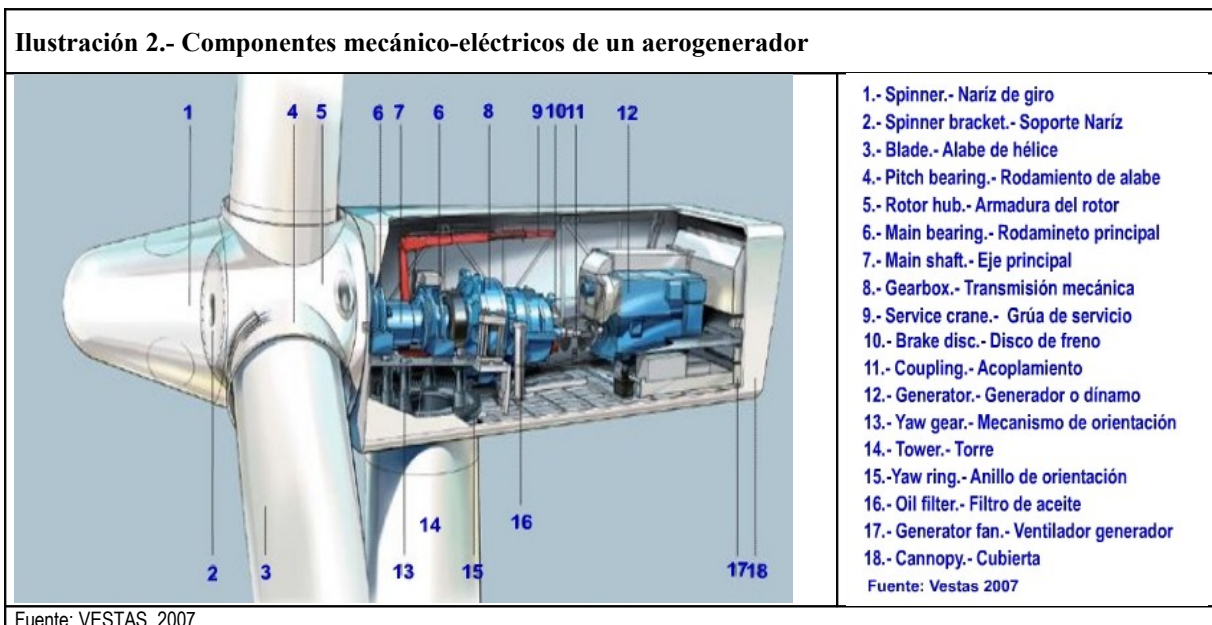 Ilustración 2.- Componentes mecánico-eléctricos de un aerogenerador
1 4 5 6 7 6 8 9 10 11 12
2 3 13 14 15 16 17 18
1.- Spinner.- Naríz de giro
2.- Spinner bracket.- Soporte Naríz
3.- Blade.- Alabe de hélice
4.- Pitch bearing.- Rodamiento de alabe
5.- Rotor hub.- Armadura del rotor
6.- Main bearing.- Rodamineto principal
7.- Main shaft.- Eje principal
8.- Gearbox.- Transmisión mecánica
9.- Service crane.- Grúa de servicio
10.- Brake disc.- Disco de freno
11.- Coupling.- Acoplamiento
12.- Generator.- Generador o dínamo
13.- Yaw gear.- Mecanismo de orientación
14.- Tower.- Torre
15.-Yaw ring.- Anillo de orientación
16.- Oil filter.- Filtro de aceite
17.- Generator fan.- Ventilador generador
18.- Cannopy.- Cubierta
Fuente: Vestas 2007
Fuente: VESTAS, 2007